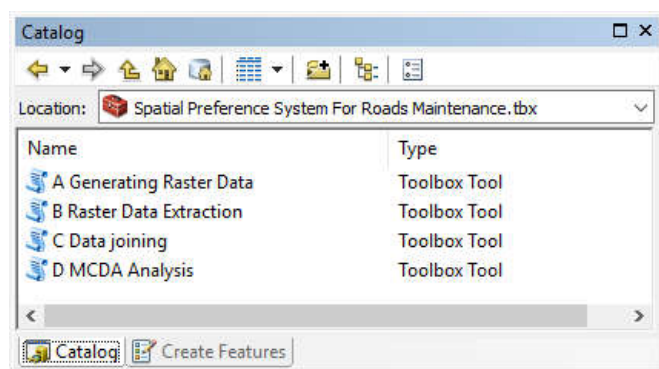 Catalog
Location: Spatial Preference System For Roads Maintenance.tbx
Name Type
A Generating Raster Data Toolbox Tool
B Raster Data Extraction Toolbox Tool
C Data joining Toolbox Tool
D MCDA Analysis Toolbox Tool
Catalog Create Features